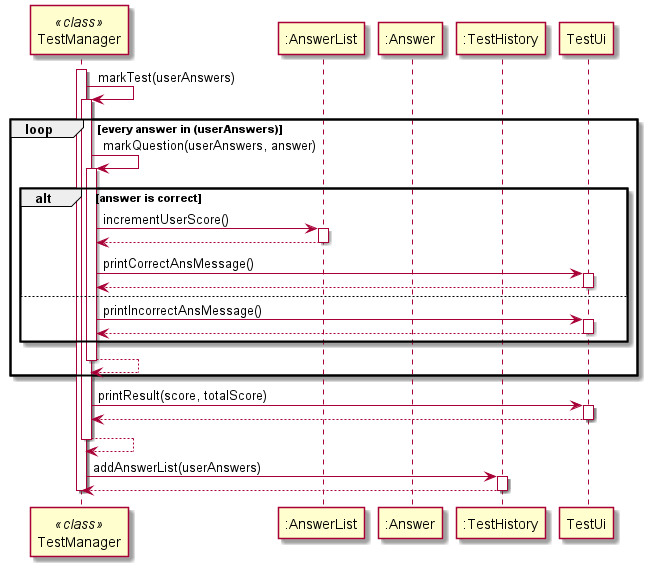 «class»
TestManager
:AnswerList
:Answer
:TestHistory
TestUi
markTest(userAnswers)
loop
[every answer in (userAnswers)]
markQuestion(userAnswers, answer)
alt
[answer is correct]
incrementUserScore()
printCorrectAnsMessage()
printIncorrectAnsMessage()
printResult(score, totalScore)
addAnswerList(userAnswers)
«class»
TestManager
:AnswerList
:Answer
:TestHistory
TestUi